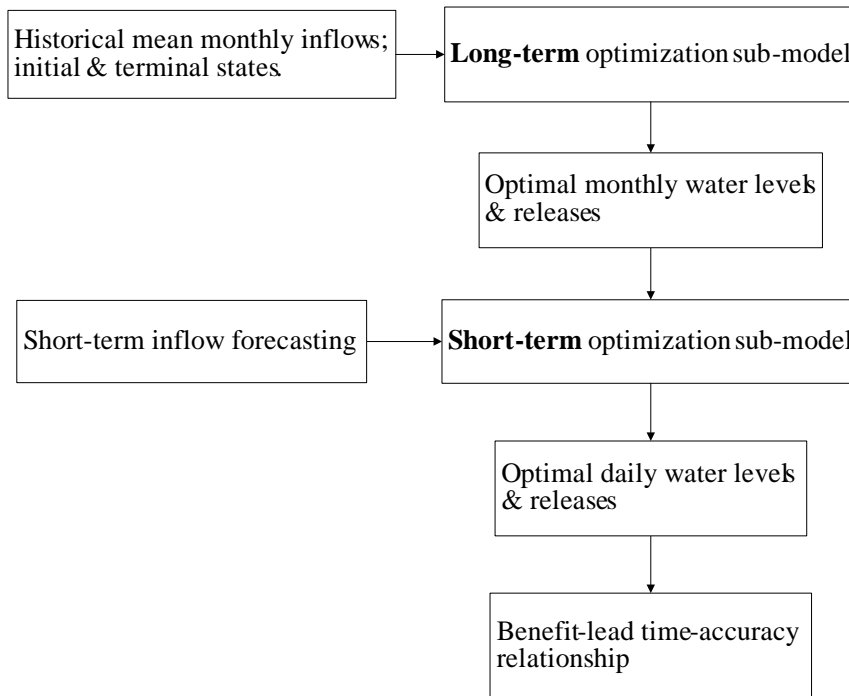 Historical mean monthly inflows;
initial & terminal states.
Long-term optimization sub-model
Optimal monthly water levels
& releases
Short-term inflow forecasting
Short-term optimization sub-model
Optimal daily water levels
& releases
Benefit-lead time-accuracy
relationship